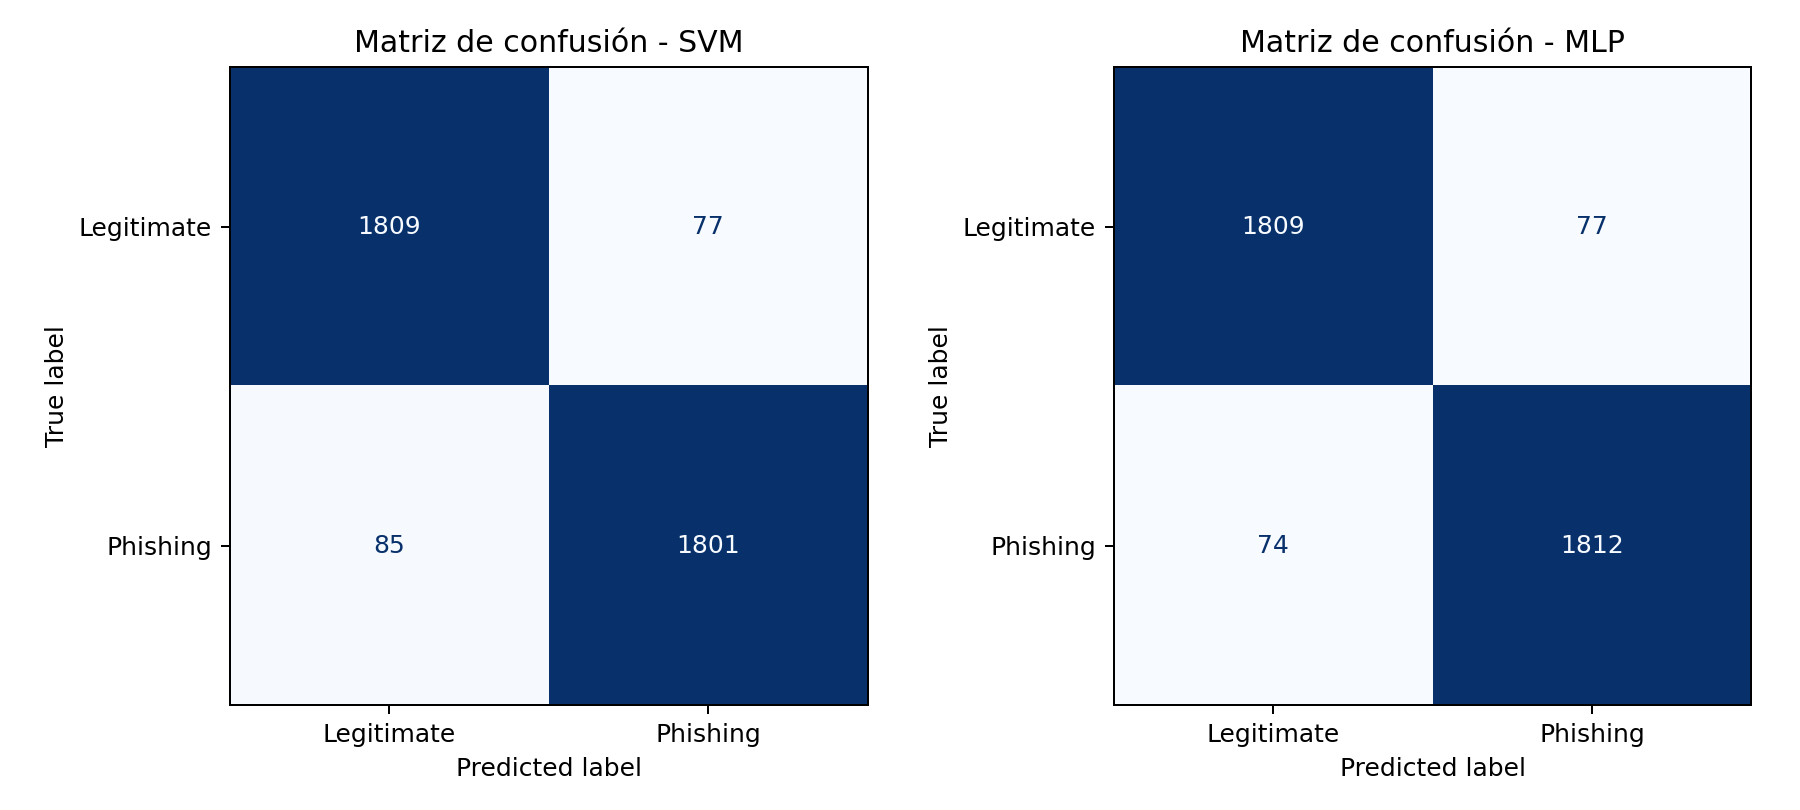 Matriz de confusión - SVM
True label
Legitimate
1809
77
Phishing
85
1801
Legitimate
Phishing
Predicted label
Matriz de confusión - MLP
True label
Legitimate
1809
77
Phishing
74
1812
Legitimate
Phishing
Predicted label